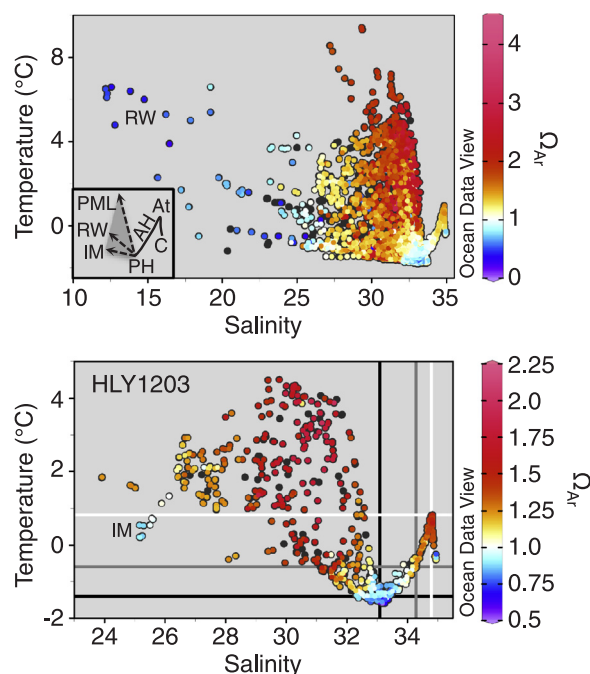 8
4
0
Temperature (°C)
RW
PML
RW
IM
AH
At
C
PH
10
15
20
25
30
35
Salinity
Ocean Data View
4
3
2
1
0
ΩAr
HLY1203
4
2
0
-2
Temperature (°C)
IM
24
26
28
30
32
34
Salinity
Ocean Data View
2.25
2.00
1.75
1.50
1.25
1.00
0.75
0.5
ΩAr